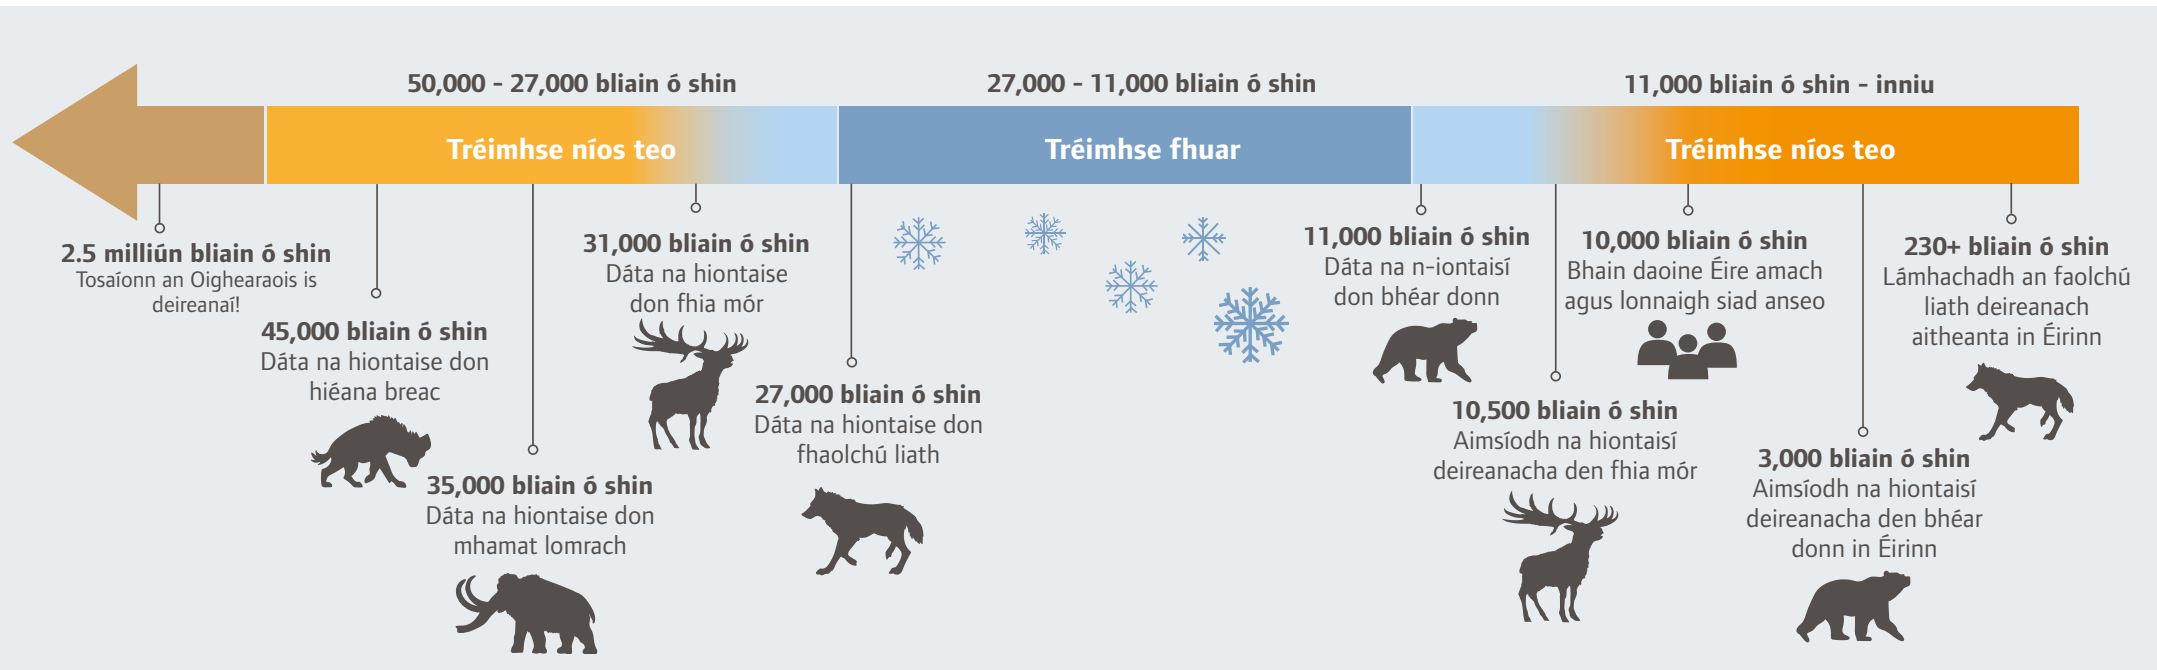 50,000 - 27,000 bliain ó shin
27,000 - 11,000 bliain ó shin
11,000 bliain ó shin - inniu
Tréimhse níos teo
Tréimhse fhuar
Tréimhse níos teo
2.5 milliún bliain ó shin
Tosaíonn an Oighearaois is
deireanaí!
45,000 bliain ó shin
Dáta na hiontaise don
hiéana breac
35,000 bliain ó shin
Dáta na hiontaise don
mhamat lomrach
31,000 bliain ó shin
Dáta na hiontaise
don fhia mór
27,000 bliain ó shin
Dáta na hiontaise don
fhaolchú liath
11,000 bliain ó shin
Dáta na n-iontaisí
don bhéar donn
10,500 bliain ó shin
Aimsíodh na hiontaisí
deireanacha den fhia mór
10,000 bliain ó shin
Bhain daoine Éire amach
agus lonnaigh siad anseo
3,000 bliain ó shin
Aimsíodh na hiontaisí
deireanacha den bhéar
donn in Éirinn
230+ bliain ó shin
Lámhachadh an faolchú
liath deireanach
aitheanta in Éirinn